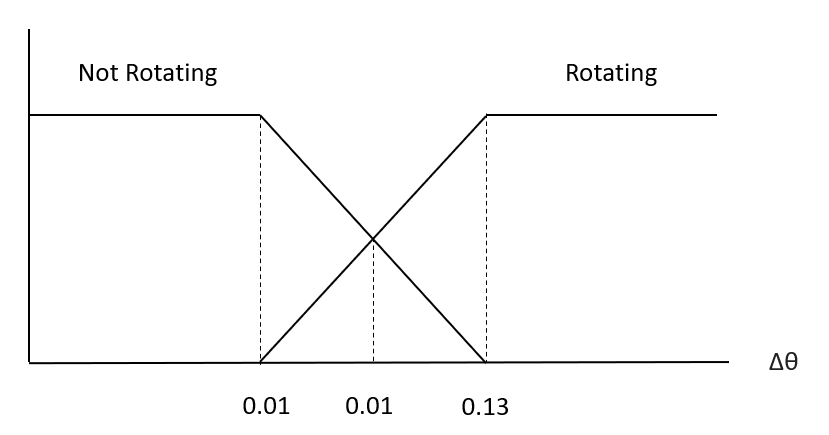 Not Rotating
Rotating
Δθ
0.01
0.01
0.13